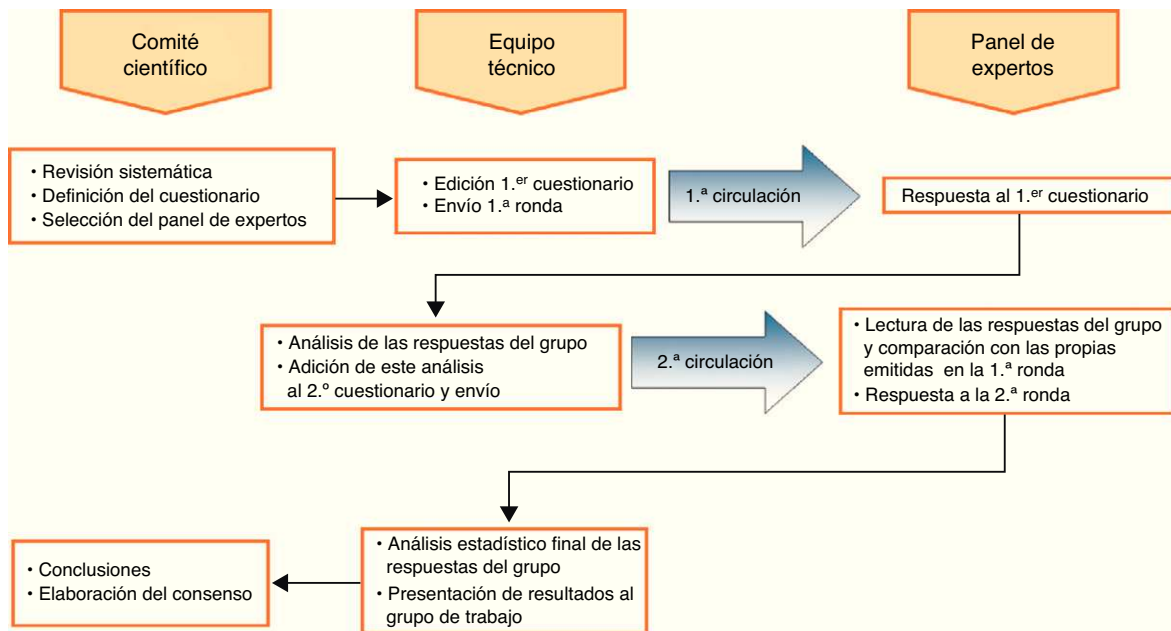 Comité
científico
Equipo
técnico
Panel de
expertos
• Revisión sistemática
• Definición del cuestionario
• Selección del panel de expertos
• Edición 1.er cuestionario
• Envío 1.a ronda
1.a circulación
Respuesta al 1.er cuestionario
• Análisis de las respuestas del grupo
• Adición de este análisis
al 2.º cuestionario y envío
2.a circulación
• Lectura de las respuestas del grupo
y comparación con las propias
emitidas en la 1.a ronda
• Respuesta a la 2.a ronda
• Análisis estadístico final de las
respuestas del grupo
• Presentación de resultados al
grupo de trabajo
• Conclusiones
• Elaboración del consenso